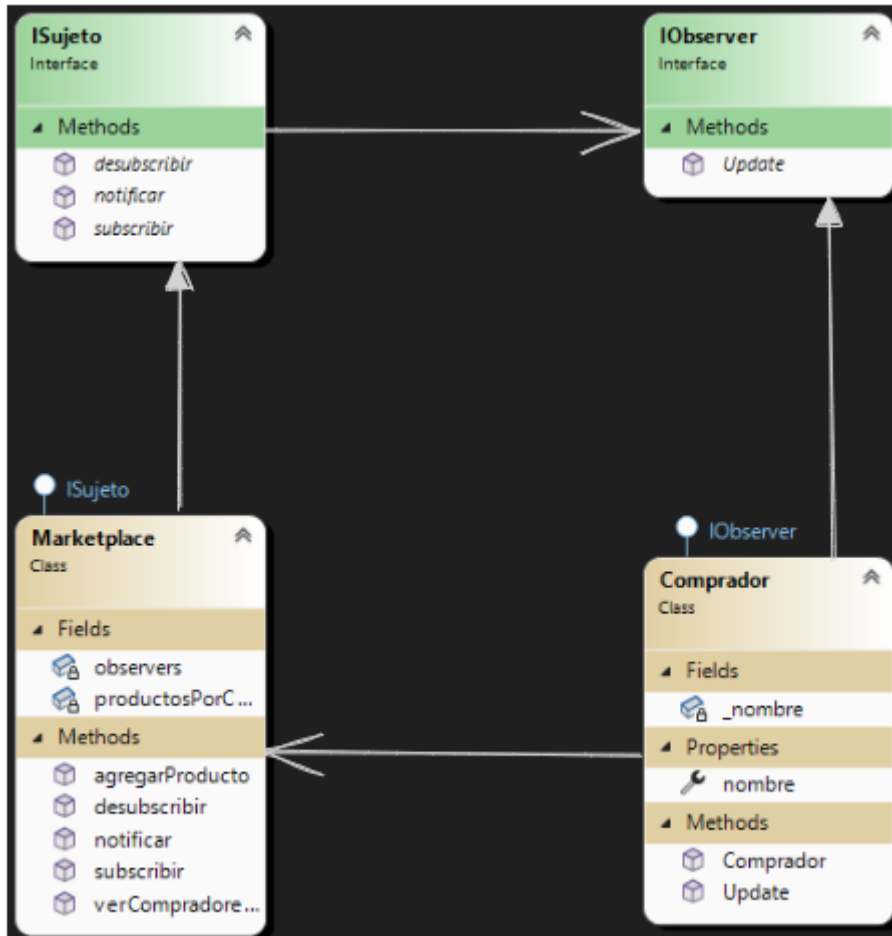 ISujeto
Interface
Methods
desubscribir
notificar
subscribir
IObserver
Interface
Methods
Update
ISujeto
Marketplace
Class
Fields
observers
productosPorC...
Methods
agregarProducto
desubscribir
notificar
subscribir
verCompradore...
IObserver
Comprador
Class
Fields
_nombre
Properties
nombre
Methods
Comprador
Update